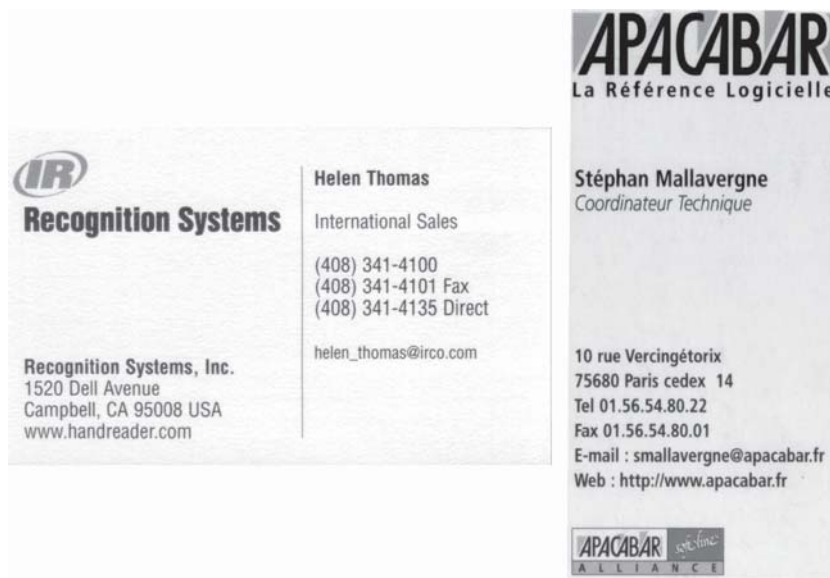 IR
Recognition Systems
Recognition Systems, Inc.
1520 Dell Avenue
Campbell, CA 95008 USA
www.handreader.com
Helen Thomas
International Sales
(408) 341-4100
(408) 341-4101 Fax
(408) 341-4135 Direct
helen_thomas@irco.com
APACABAR
La Référence Logicielle
Stéphan Mallavergne
Coordinateur Technique
10 rue Vercingétorix
75680 Paris cedex 14
Tel 01.56.54.80.22
Fax 01.56.54.80.01
E-mail : smallavergne@apacabar.fr
Web : http://www.apacabar.fr
APACABAR
ALLIANCE